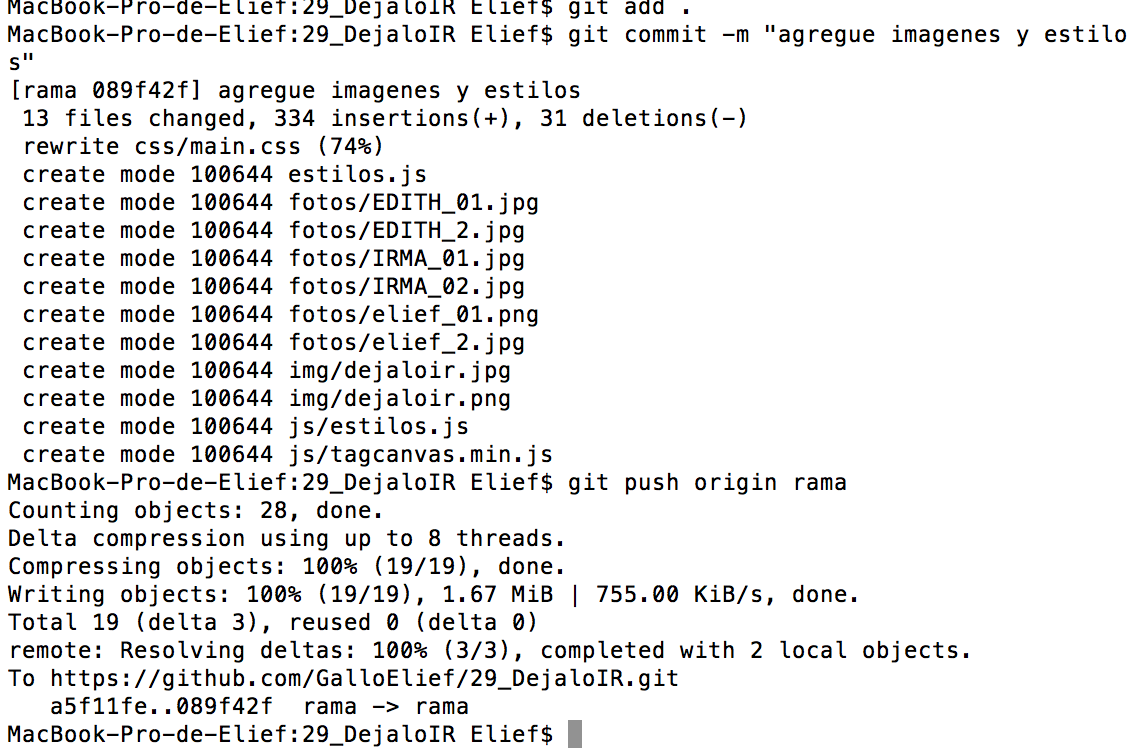 MacBook-Pro-de-Elief:29_DejaloIR Elief$ git add .
MacBook-Pro-de-Elief:29_DejaloIR Elief$ git commit -m "agregue imagenes y estilo
s"
[rama 089f42f] agregue imagenes y estilos
 13 files changed, 334 insertions(+), 31 deletions(-)
 rewrite css/main.css (74%)
 create mode 100644 estilos.js
 create mode 100644 fotos/EDITH_01.jpg
 create mode 100644 fotos/EDITH_2.jpg
 create mode 100644 fotos/IRMA_01.jpg
 create mode 100644 fotos/IRMA_02.jpg
 create mode 100644 fotos/elief_01.png
 create mode 100644 fotos/elief_2.jpg
 create mode 100644 img/dejaloir.jpg
 create mode 100644 img/dejaloir.png
 create mode 100644 js/estilos.js
 create mode 100644 js/tagcanvas.min.js
MacBook-Pro-de-Elief:29_DejaloIR Elief$ git push origin rama
Counting objects: 28, done.
Delta compression using up to 8 threads.
Compressing objects: 100% (19/19), done.
Writing objects: 100% (19/19), 1.67 MiB | 755.00 KiB/s, done.
Total 19 (delta 3), reused 0 (delta 0)
remote: Resolving deltas: 100% (3/3), completed with 2 local objects.
To https://github.com/GalloElief/29_DejaloIR.git
   a5f11fe..089f42f  rama -> rama
MacBook-Pro-de-Elief:29_DejaloIR Elief$